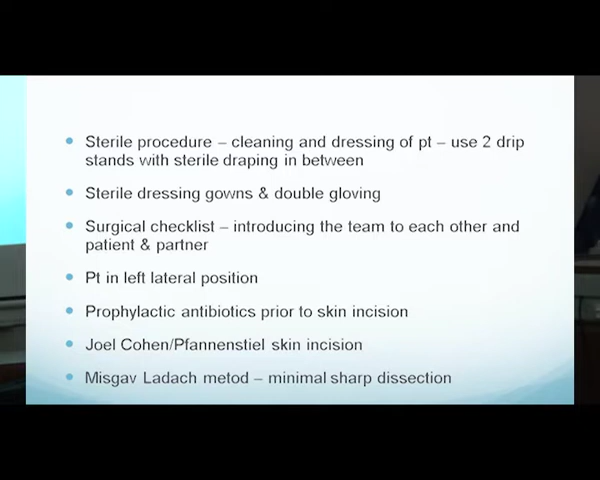 Sterile procedure – cleaning and dressing of pt – use 2 drip
stands with sterile draping in between
Sterile dressing gowns & double gloving
Surgical checklist – introducing the team to each other and
patient & partner
Pt in left lateral position
Prophylactic antibiotics prior to skin incision
Joel Cohen/Pfannenstiel skin incision
Misgav Ladach metod – minimal sharp dissection